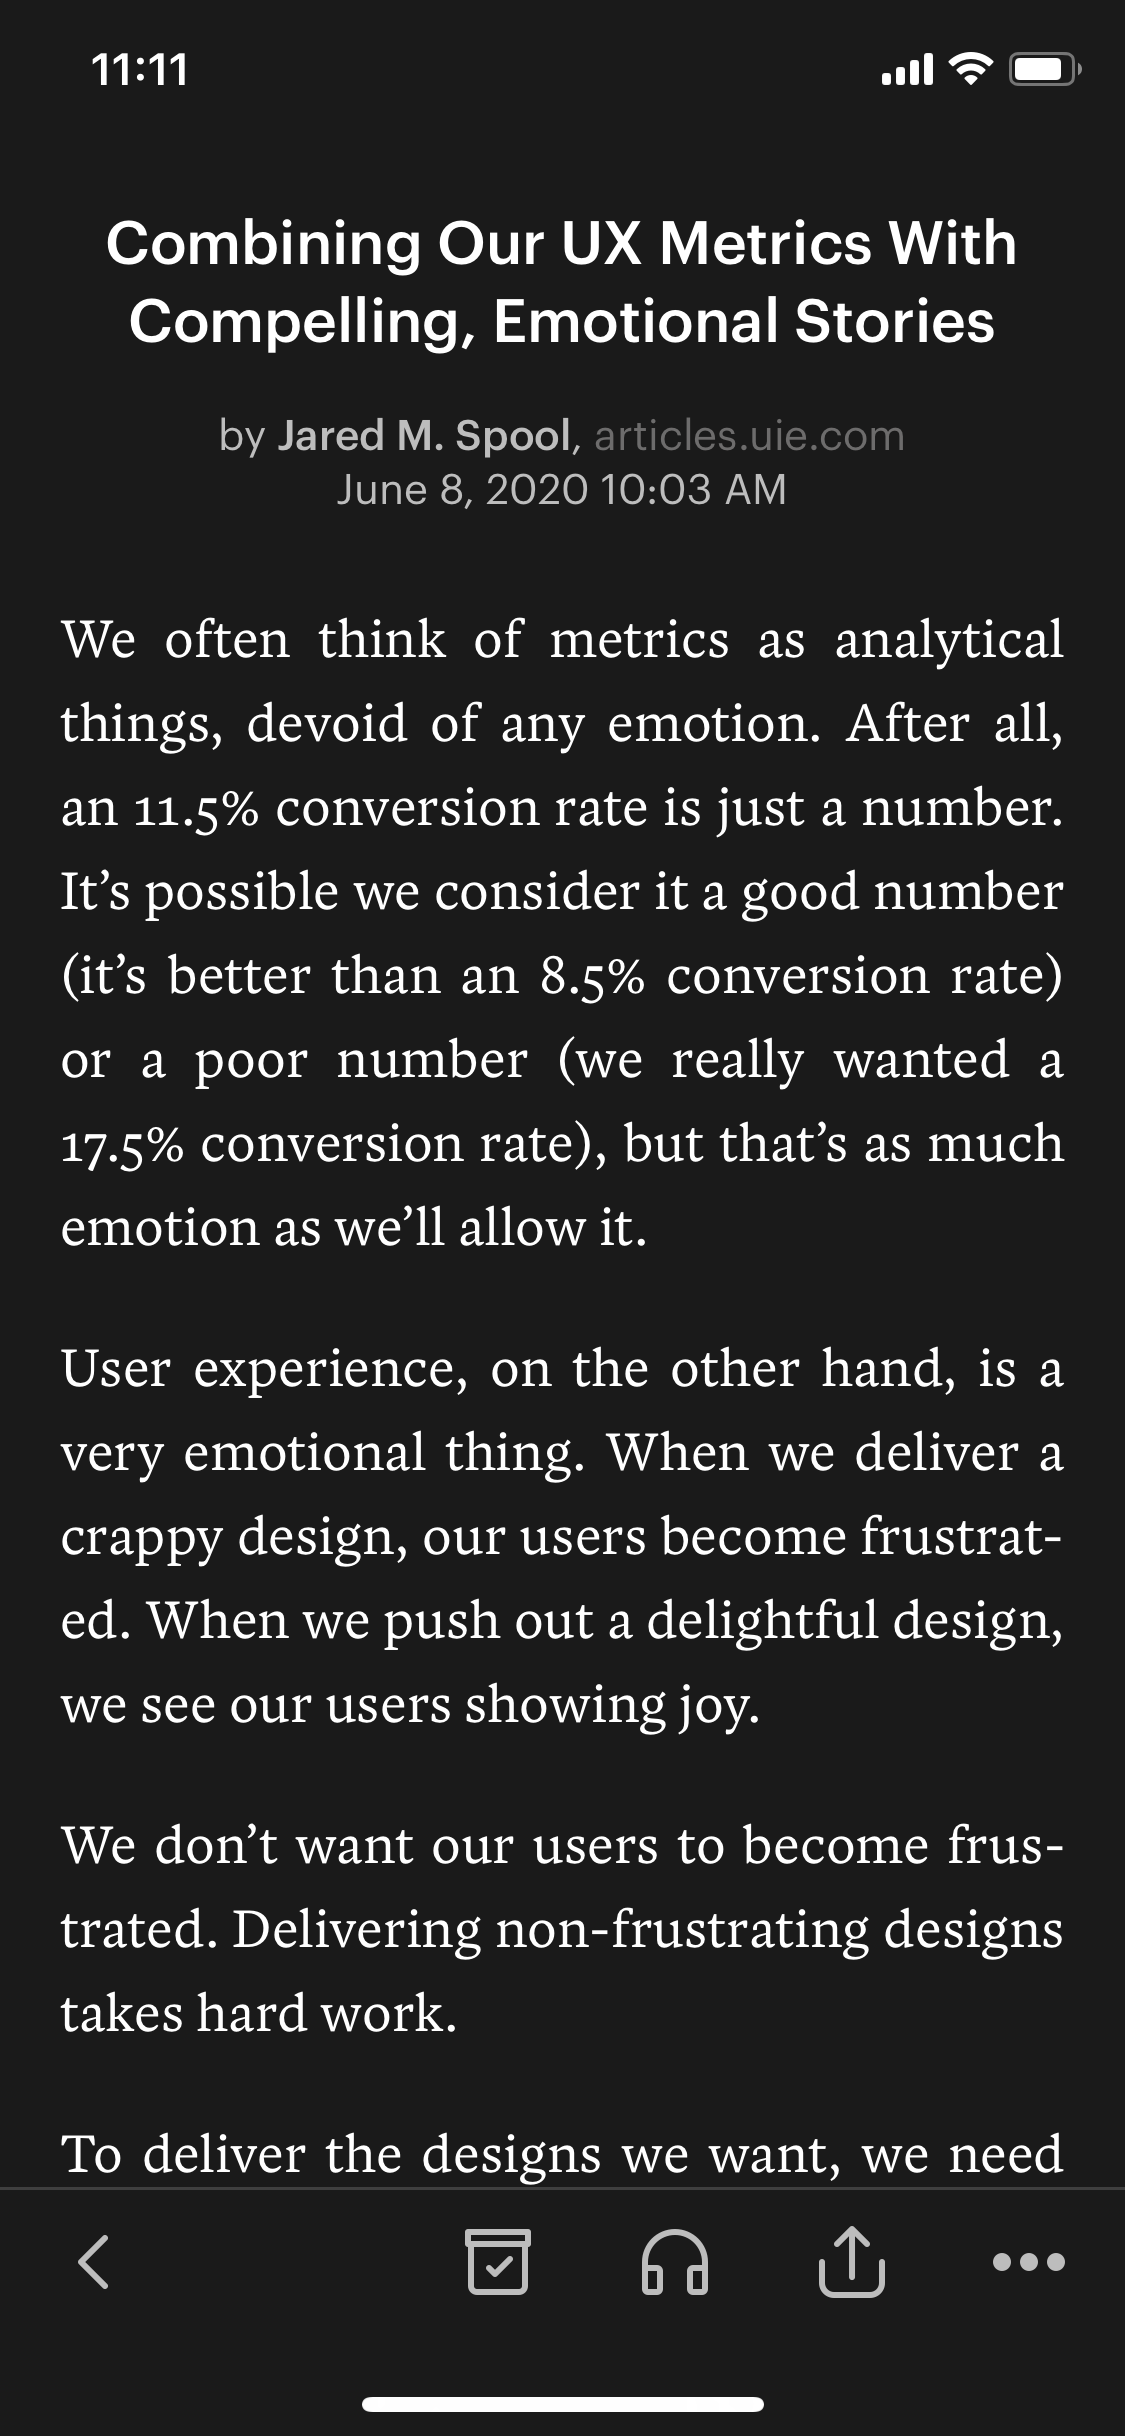 11:11
Combining Our UX Metrics With
Compelling, Emotional Stories
by Jared M. Spool, articles.uie.com
June 8, 2020 10:03 AM
We often think of metrics as analytical
things, devoid of any emotion. After all,
an 11.5% conversion rate is just a number.
It’s possible we consider it a good number
(it’s better than an 8.5% conversion rate)
or a poor number (we really wanted a
17.5% conversion rate), but that’s as much
emotion as we’ll allow it.
User experience, on the other hand, is a
very emotional thing. When we deliver a
crappy design, our users become frustrat-
ed. When we push out a delightful design,
we see our users showing joy.
We don’t want our users to become frus-
trated. Delivering non-frustrating designs
takes hard work.
To deliver the designs we want, we need